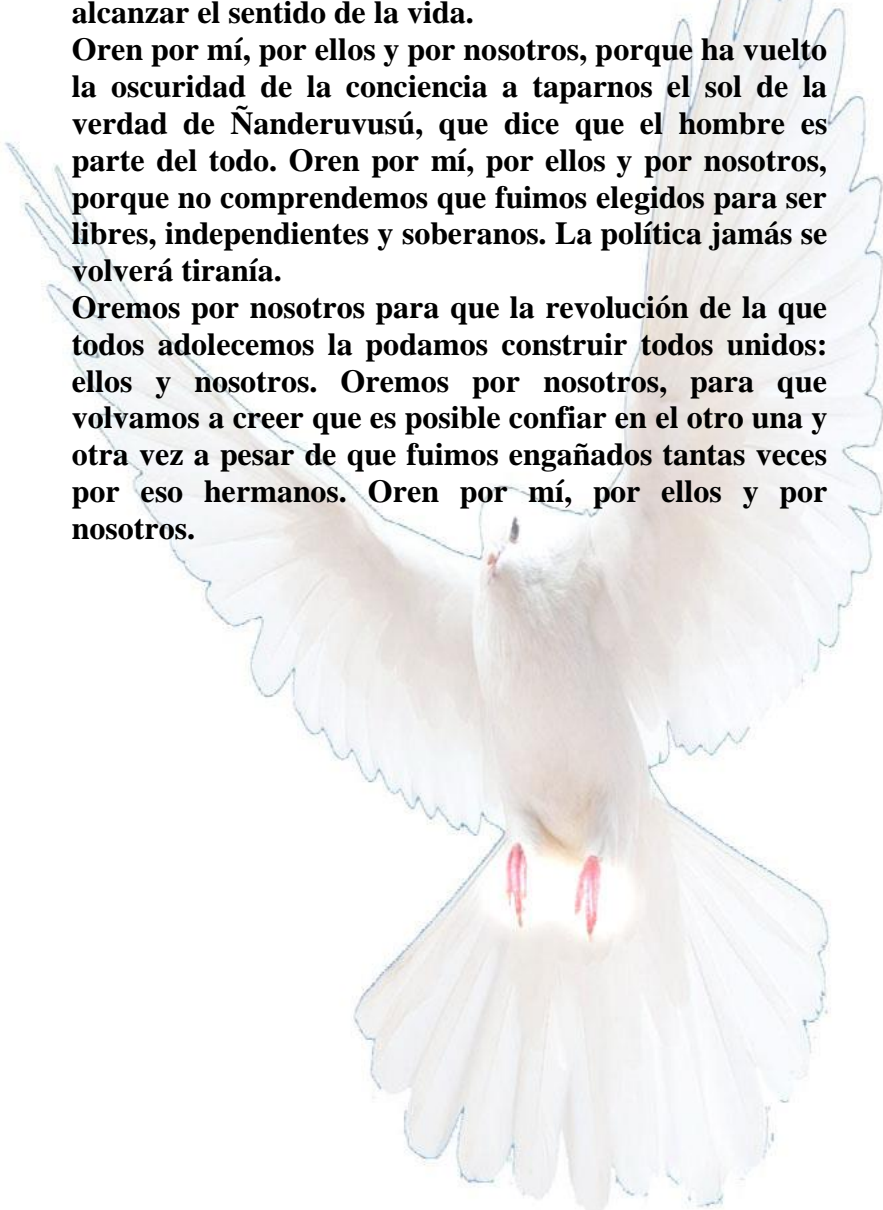 alcanzar el sentido de la vida.
Oren por mí, por ellos y por nosotros, porque ha vuelto
la oscuridad de la conciencia a taparnos el sol de la
verdad de Ñanderuvusú, que dice que el hombre es
parte del todo. Oren por mí, por ellos y por nosotros,
porque no comprendemos que fuimos elegidos para ser
libres, independientes y soberanos. La política jamás se
volverá tiranía.
Oremos por nosotros para que la revolución de la que
todos adolecemos la podamos construir todos unidos:
ellos y nosotros. Oremos por nosotros, para que
volvamos a creer que es posible confiar en el otro una y
otra vez a pesar de que fuimos engañados tantas veces
por eso hermanos. Oren por mí, por ellos y por
nosotros.